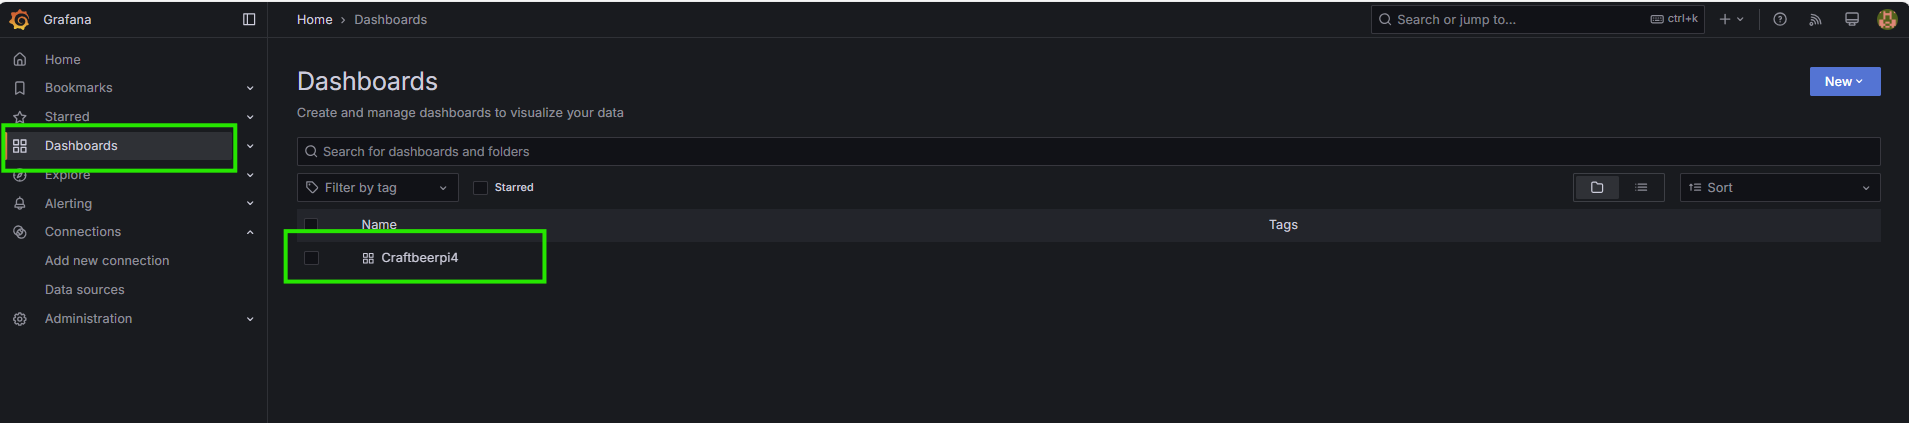 Grafana
Home › Dashboards
Search or jump to...
ctrl+k
Home
Bookmarks
Starred
Dashboards
Explore
Alerting
Connections
Add new connection
Data sources
Administration
Dashboards
New
Create and manage dashboards to visualize your data
Search for dashboards and folders
Filter by tag
Starred
Sort
Name
Tags
Craftbeerpi4